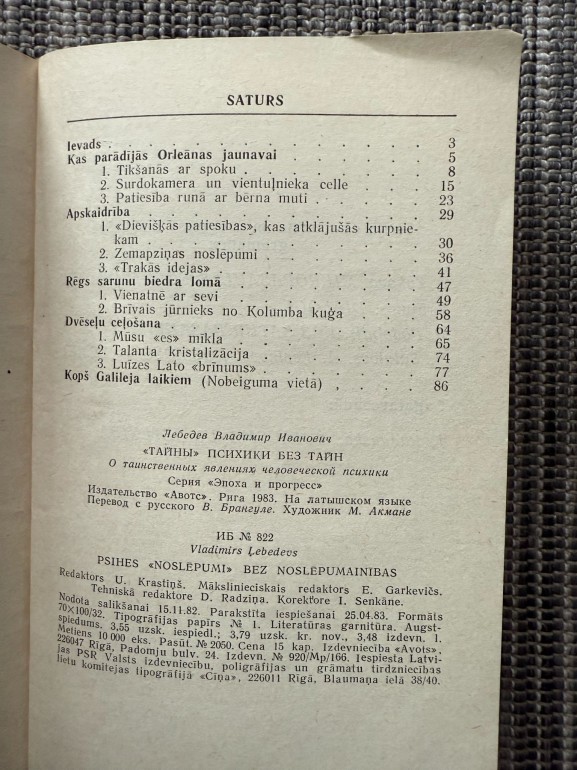 SATURS
Ievads . . . . . . . . . . . . 3
Kas parādījās Orleānas jaunavai . . . . . . 5
1. Tikšanās ar spoku . . . . . . . . 8
2. Surdokamera un vientuļnieka celle . . . . 15
3. Patiesība runā ar bērna muti . . . . . 23
Apskaidrība . . . . . . . . . . . 29
1. «Dievišķās patiesības», kas atklājušās kurpnie-
kam . . . . . . . . . . . 30
2. Zemapziņas noslēpumi . . . . . . . 36
3. «Trakās idejas» . . . . . . . . . 41
Rēgs sarunu biedra lomā . . . . . . . 47
1. Vienatnē ar sevi . . . . . . . . 49
2. Brīvais jūrnieks no Kolumba kuģa . . . . 58
Dvēseļu ceļošana . . . . . . . . . 64
1. Mūsu «es» mīkla . . . . . . . . 65
2. Talanta kristalizācija . . . . . . . 74
3. Luīzes Lato «brīnums» . . . . . . . 77
Kopš Galileja laikiem (Nobeiguma vietā) . . . . 86
Лебедев Владимир Иванович
«ТАЙНЫ» ПСИХИКИ БЕЗ ТАЙН
О таинственных явлениях человеческой психики
Серия «Эпоха и прогресс»
Издательство «Авотс». Рига 1983. На латышском языке
Перевод с русского В. Брангуле. Художник М. Акмане
ИБ № 822
Vladimirs Ļebedevs
PSIHES «NOSLĒPUMI» BEZ NOSLĒPUMAINĪBAS
Redaktors U. Krastiņš. Mākslinieciskais redaktors E. Garkevičs.
Tehniskā redaktore D. Radziņa. Korektore I. Senkāne.
Nodota salikšanai 15.11.82. Parakstīta iespiešanai 25.04.83. Formāts
70×100/32. Tipogrāfijas papīrs № 1. Literatūras garnitūra. Augst-
spiedums. 3,55 uzsk. iespiedl.; 3,79 uzsk. kr. nov., 3,48 izdevn. l.
Metiens 10 000 eks. Pasūt. № 2050. Cena 15 kap. Izdevniecība «Avots»,
226047 Rīgā, Padomju bulv. 24. Izdevn. № 920/Mp/166. Iespiesta Latvi-
jas PSR Valsts izdevniecību, poligrāfijas un grāmatu tirdzniecības
lietu komitejas tipogrāfijā «Cīņa», 226011 Rīgā, Blaumaņa ielā 38/40.